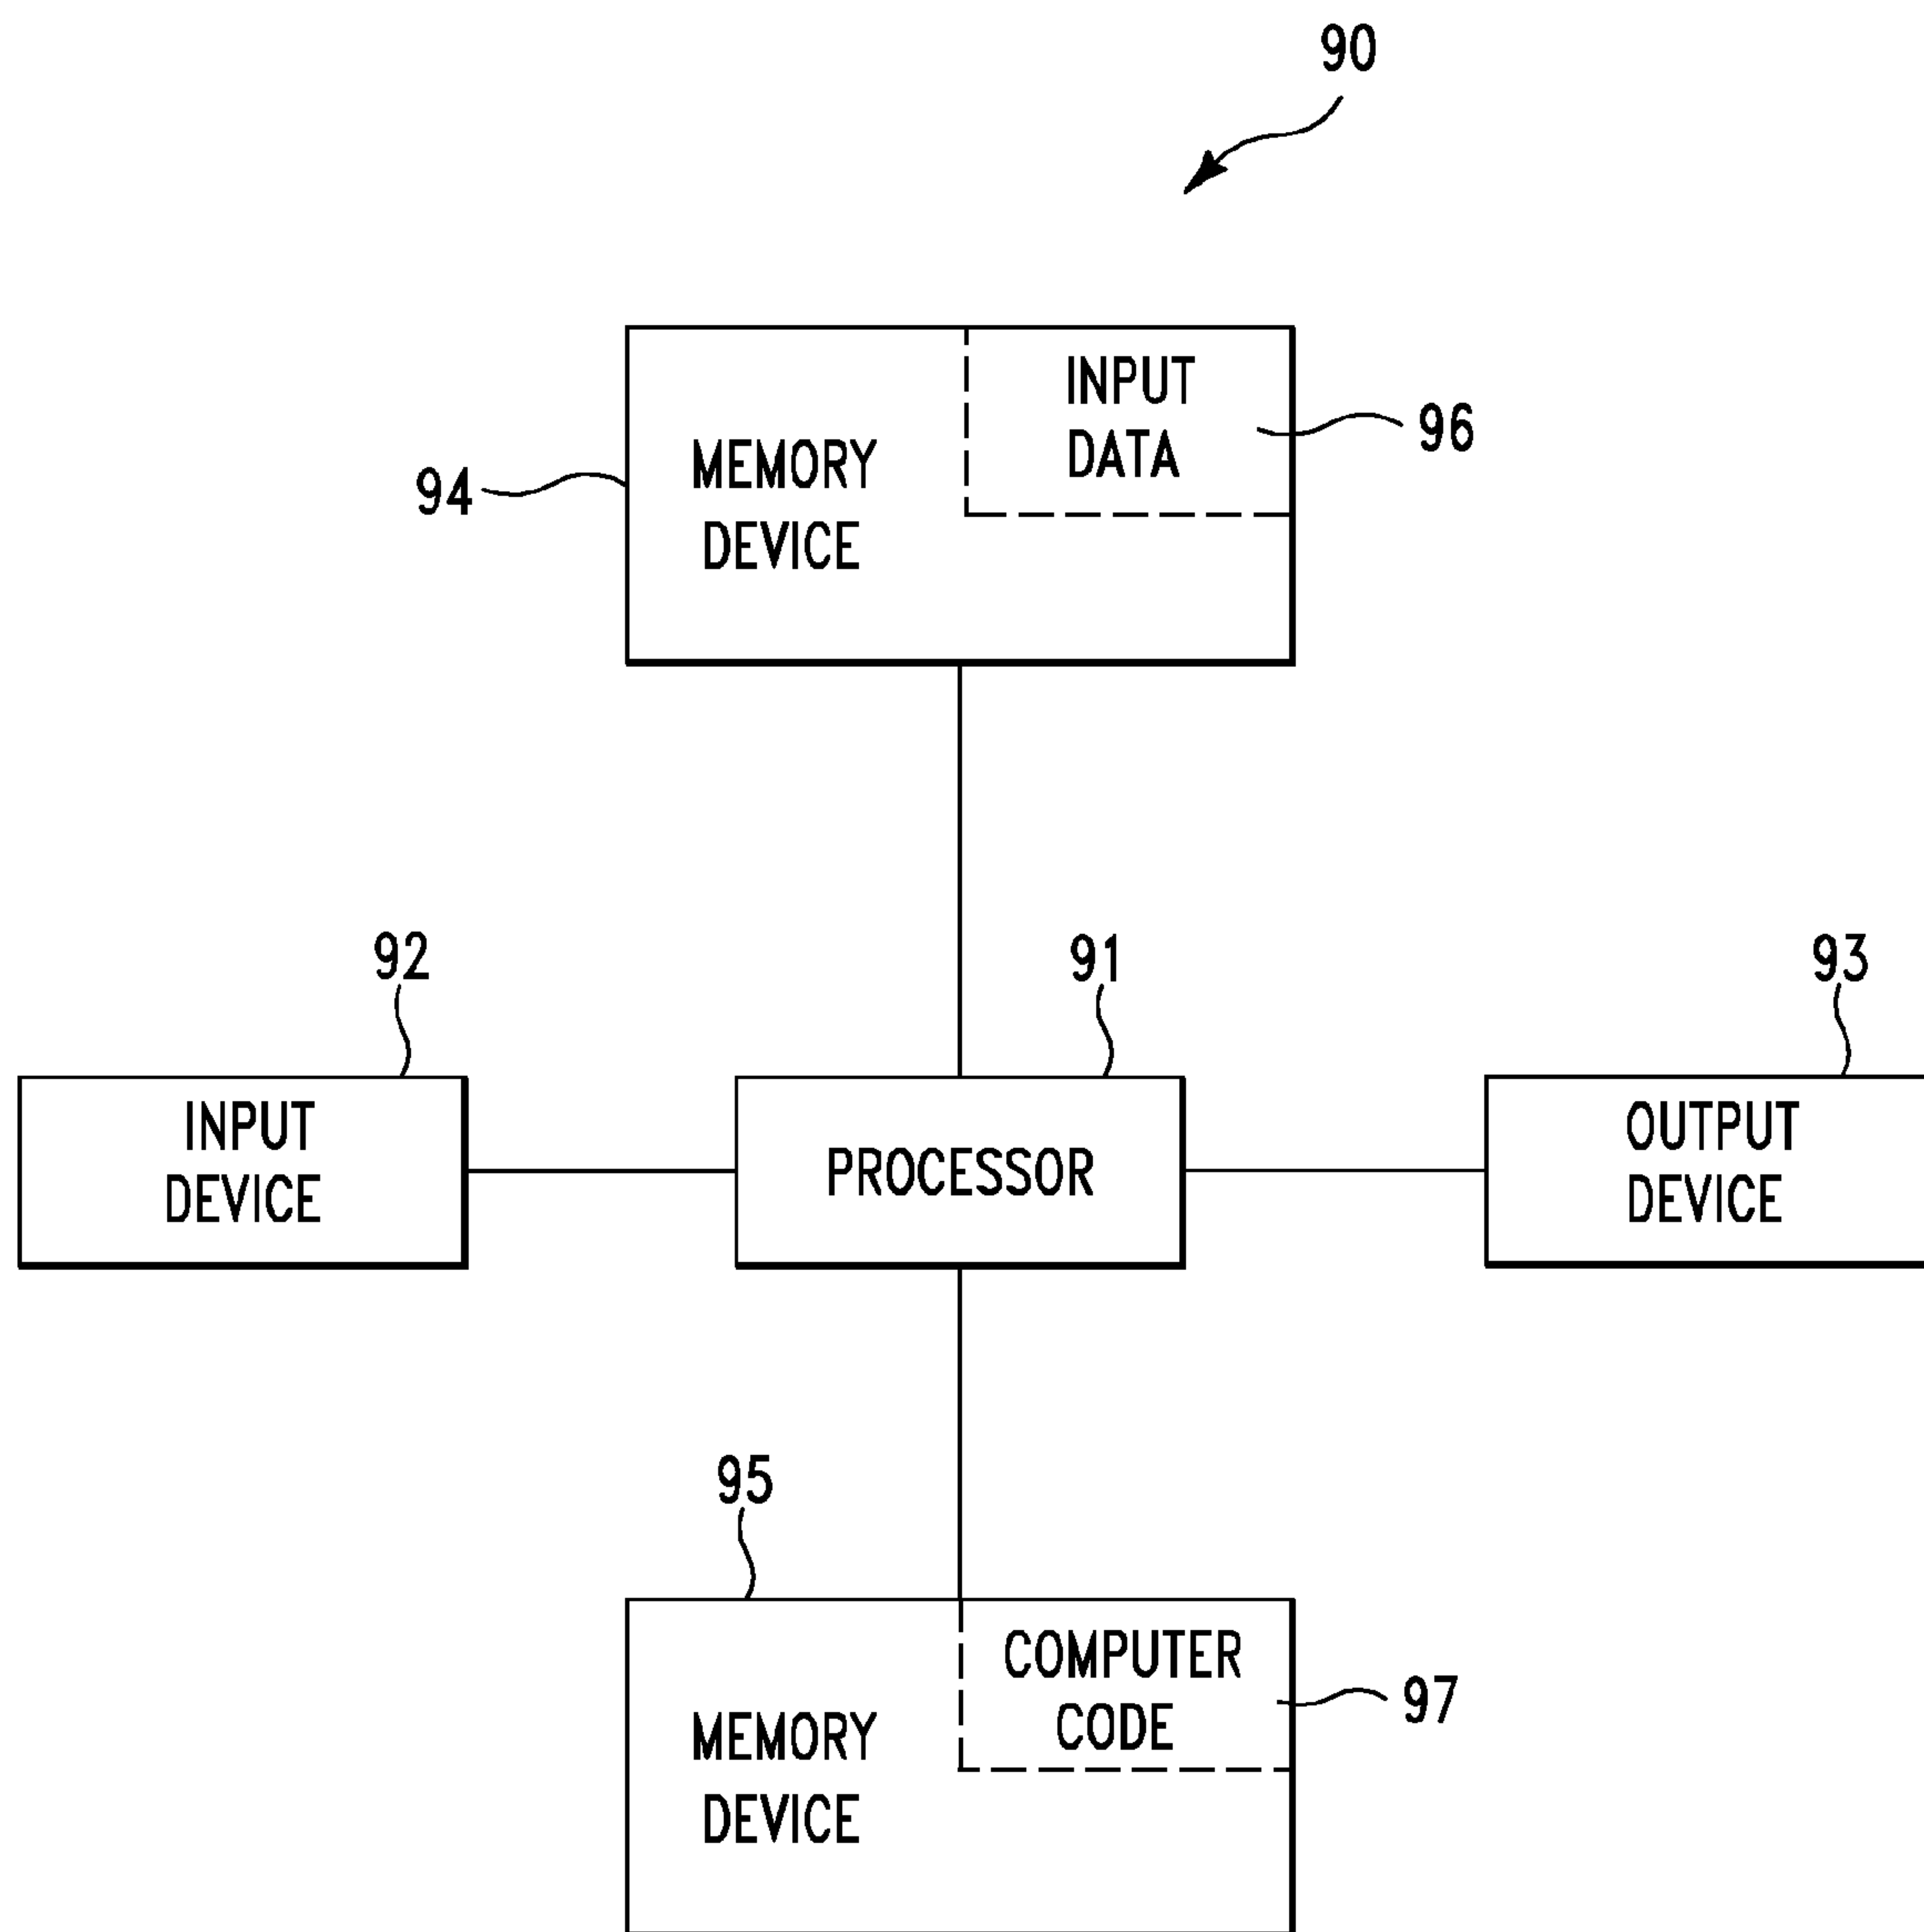 90
INPUT
DATA
96
MEMORY
DEVICE
94
92
91
93
INPUT
DEVICE
PROCESSOR
OUTPUT
DEVICE
95
COMPUTER
CODE
97
MEMORY
DEVICE